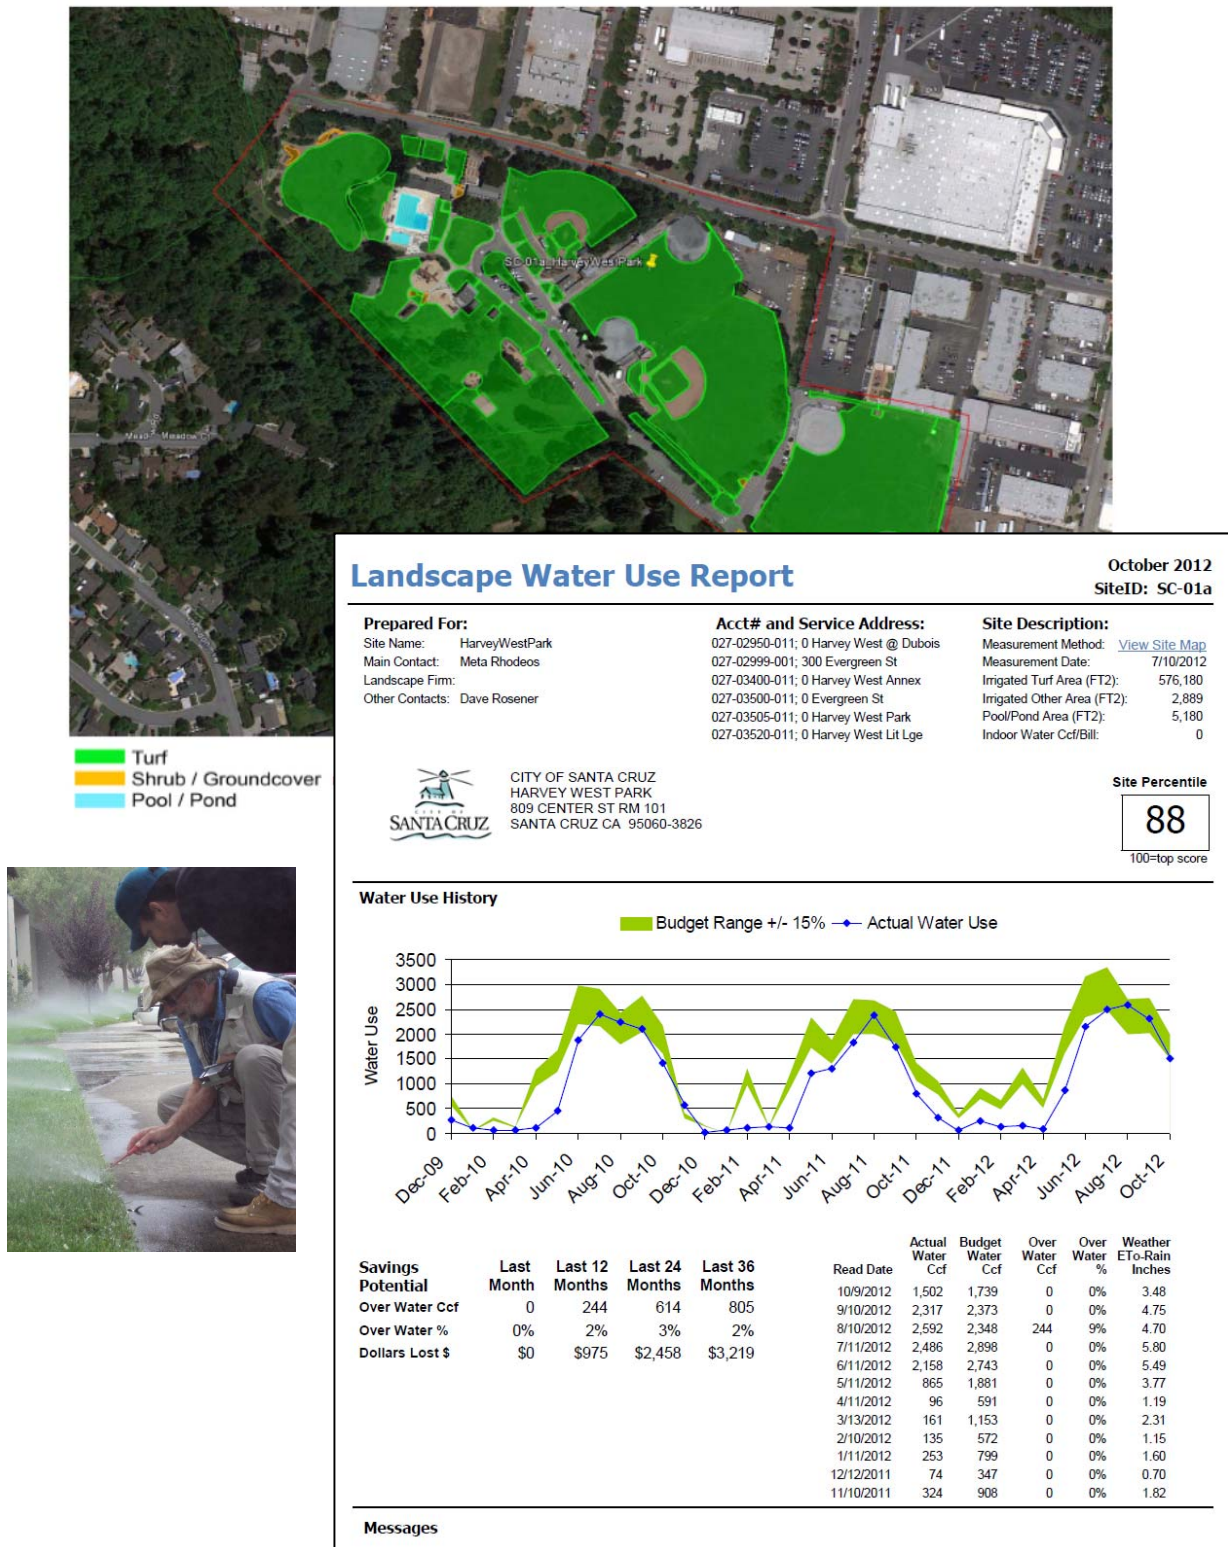 SC-01a_HarveyWestPark
Meadow Ct
Turf
Shrub / Groundcover
Pool / Pond
Landscape Water Use Report
October 2012
SiteID: SC-01a
Prepared For:
Site Name: HarveyWestPark
Main Contact: Meta Rhodeos
Landscape Firm:
Other Contacts: Dave Rosener
Acct# and Service Address:
027-02950-011; 0 Harvey West @ Dubois
027-02999-001; 300 Evergreen St
027-03400-011; 0 Harvey West Annex
027-03500-011; 0 Evergreen St
027-03505-011; 0 Harvey West Park
027-03520-011; 0 Harvey West Lit Lge
Site Description:
Measurement Method: View Site Map
Measurement Date: 7/10/2012
Irrigated Turf Area (FT2): 576,180
Irrigated Other Area (FT2): 2,889
Pool/Pond Area (FT2): 5,180
Indoor Water Ccf/Bill: 0
CITY OF
SANTA CRUZ
CITY OF SANTA CRUZ
HARVEY WEST PARK
809 CENTER ST RM 101
SANTA CRUZ CA 95060-3826
Site Percentile
88
100=top score
Water Use History
Budget Range +/- 15% Actual Water Use
Water Use
3500
3000
2500
2000
1500
1000
500
0
Dec-09 Feb-10 Apr-10 Jun-10 Aug-10 Oct-10 Dec-10 Feb-11 Apr-11 Jun-11 Aug-11 Oct-11 Dec-11 Feb-12 Apr-12 Jun-12 Aug-12 Oct-12
Savings Last Last 12 Last 24 Last 36
Potential Month Months Months Months
Over Water Ccf 0 244 614 805
Over Water % 0% 2% 3% 2%
Dollars Lost $ $0 $975 $2,458 $3,219
Actual Budget Over Over Weather
Water Water Water Water ETo-Rain
Read Date Ccf Ccf Ccf % Inches
10/9/2012 1,502 1,739 0 0% 3.48
9/10/2012 2,317 2,373 0 0% 4.75
8/10/2012 2,592 2,348 244 9% 4.70
7/11/2012 2,486 2,898 0 0% 5.80
6/11/2012 2,158 2,743 0 0% 5.49
5/11/2012 865 1,881 0 0% 3.77
4/11/2012 96 591 0 0% 1.19
3/13/2012 161 1,153 0 0% 2.31
2/10/2012 135 572 0 0% 1.15
1/11/2012 253 799 0 0% 1.60
12/12/2011 74 347 0 0% 0.70
11/10/2011 324 908 0 0% 1.82
Messages